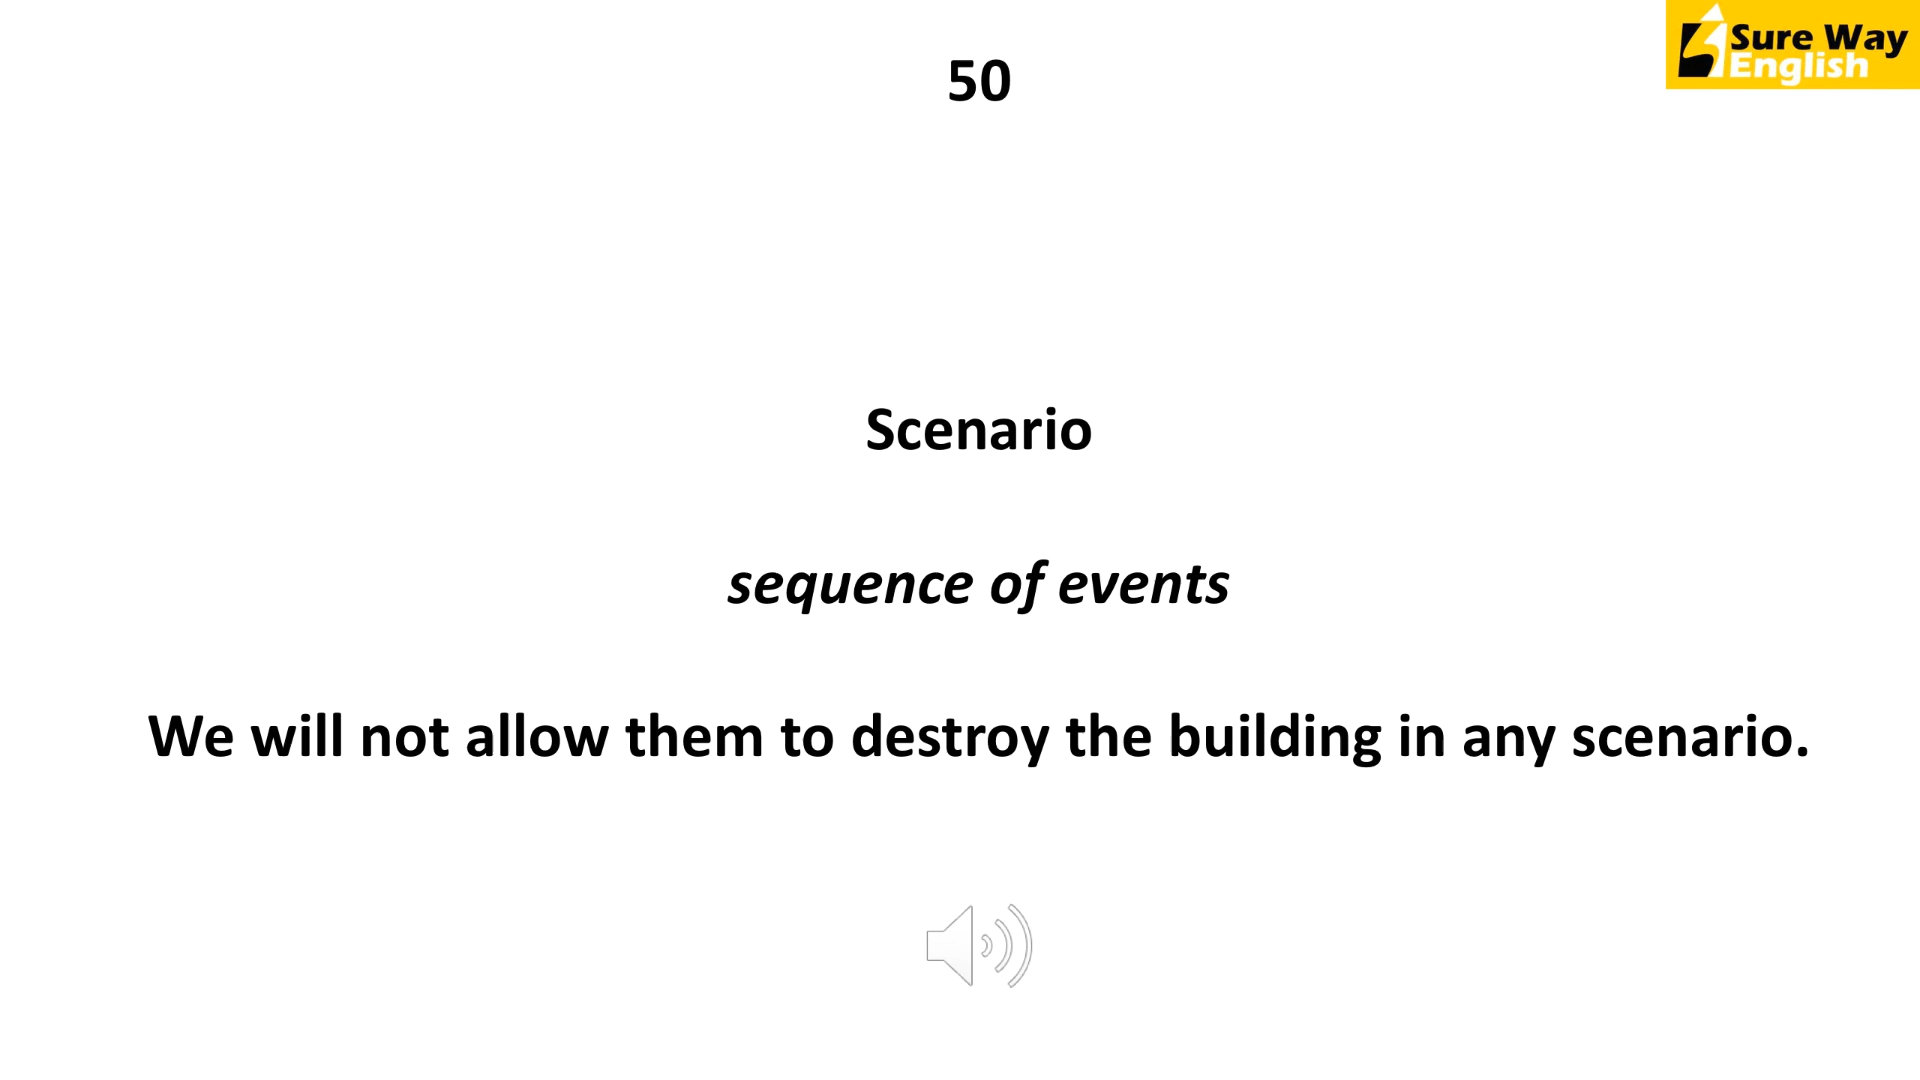 50
Sure Way
English
Scenario
sequence of events
We will not allow them to destroy the building in any scenario.